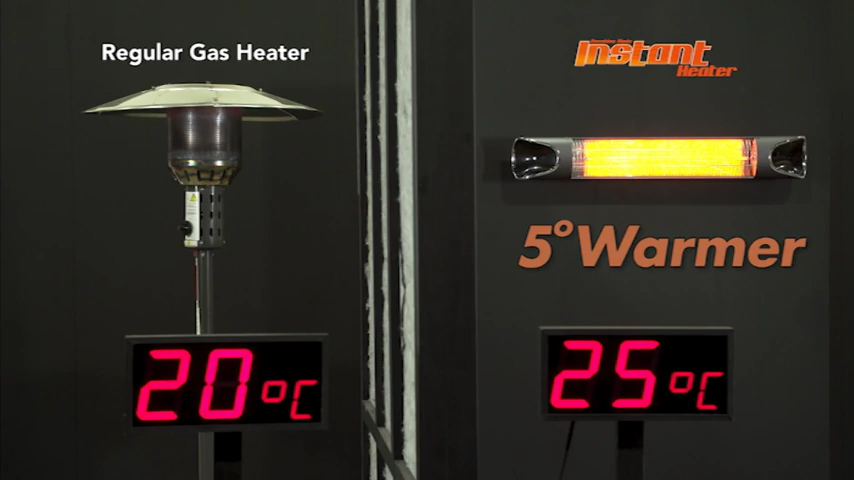 Regular Gas Heater
Instant
Heater
5° Warmer
20°C
25°C